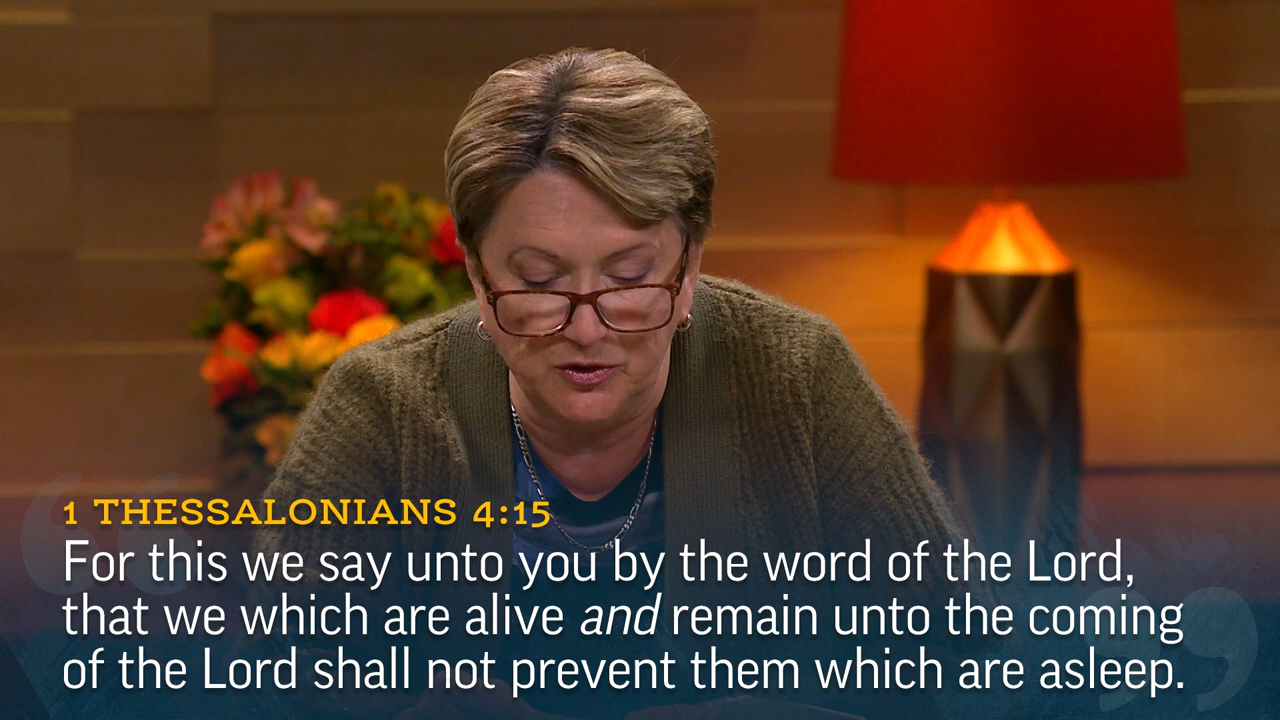 1 THESSALONIANS 4:15
For this we say unto you by the word of the Lord,
that we which are alive and remain unto the coming
of the Lord shall not prevent them which are asleep.